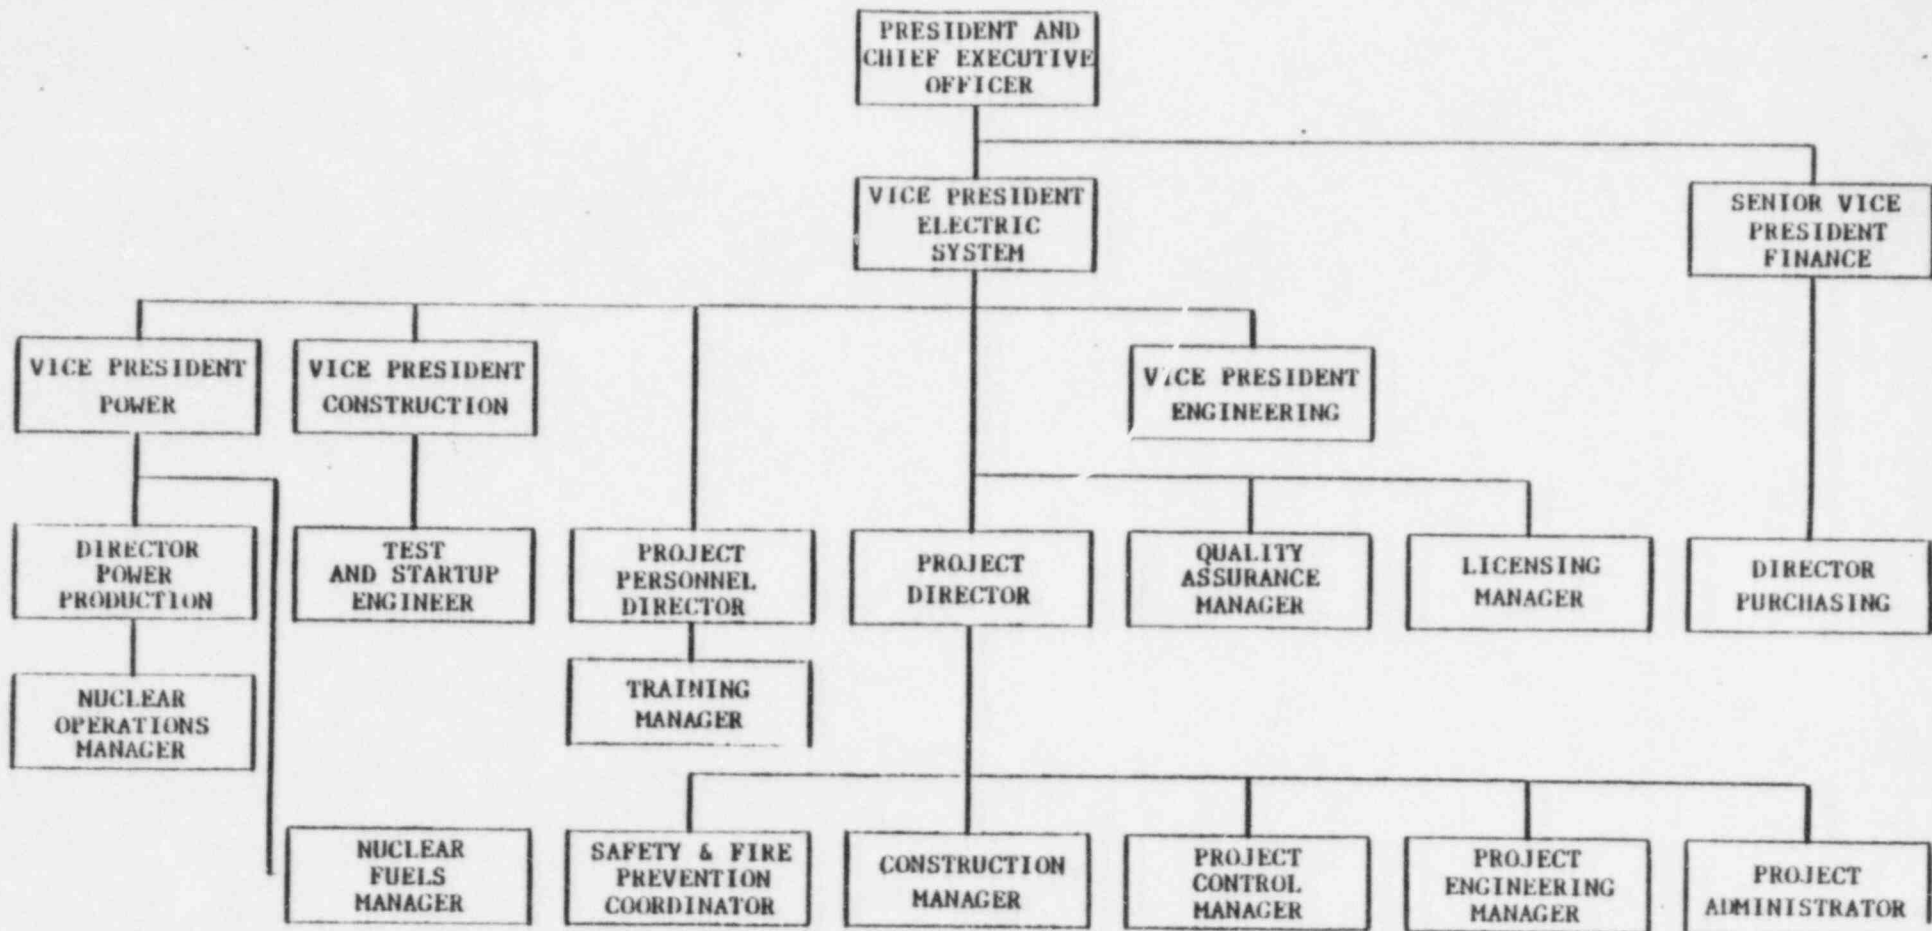 PRESIDENT AND
CHIEF EXECUTIVE
OFFICER
VICE PRESIDENT
ELECTRIC
SYSTEM
SENIOR VICE
PRESIDENT
FINANCE
VICE PRESIDENT
POWER
VICE PRESIDENT
CONSTRUCTION
VICE PRESIDENT
ENGINEERING
DIRECTOR
POWER
PRODUCTION
TEST
AND STARTUP
ENGINEER
PROJECT
PERSONNEL
DIRECTOR
PROJECT
DIRECTOR
QUALITY
ASSURANCE
MANAGER
LICENSING
MANAGER
DIRECTOR
PURCHASING
NUCLEAR
OPERATIONS
MANAGER
TRAINING
MANAGER
NUCLEAR
FUELS
MANAGER
SAFETY & FIRE
PREVENTION
COORDINATOR
CONSTRUCTION
MANAGER
PROJECT
CONTROL
MANAGER
PROJECT
ENGINEERING
MANAGER
PROJECT
ADMINISTRATOR